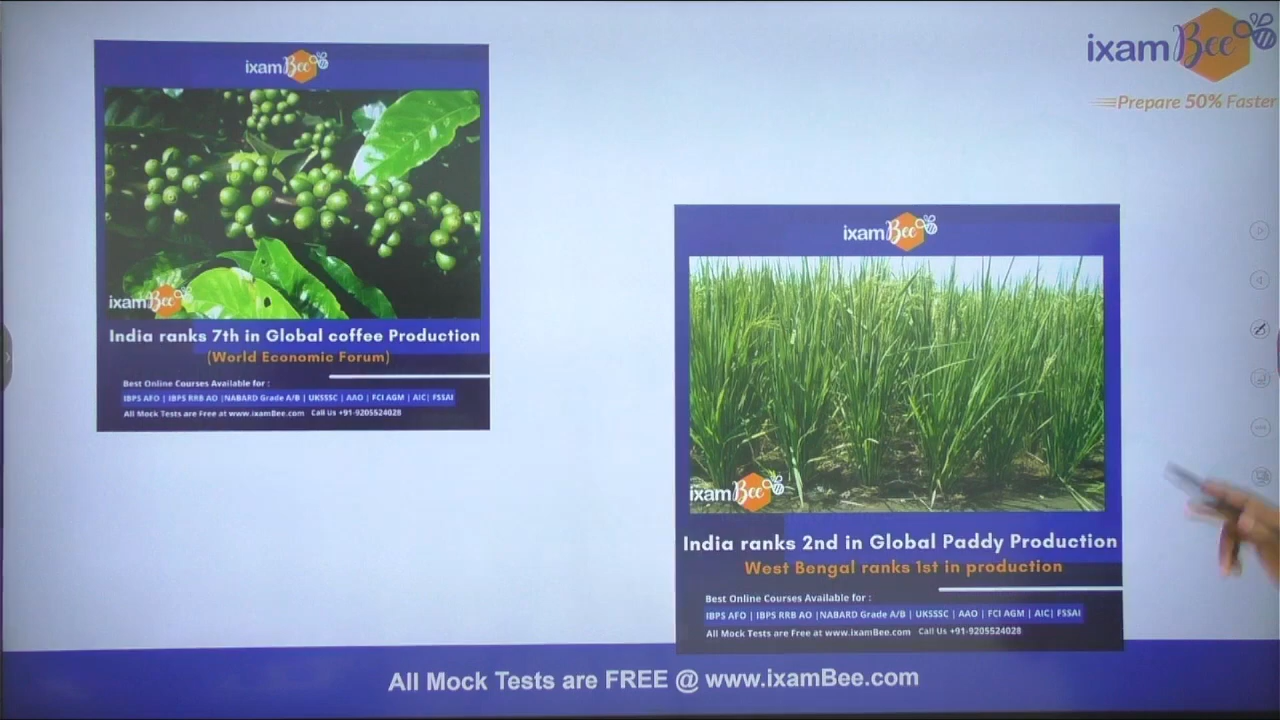 ixamBee
Prepare 50% Faster
ixamBee
ixamBee
India ranks 7th in Global coffee Production
(World Economic Forum)
Best Online Courses Available for :
IBPS AFO | IBPS RRB AO |NABARD Grade A/B | UKSSSC | AAO | FCI AGM | AIC| FSSAI
All Mock Tests are Free at www.ixamBee.com Call Us +91-9205524028
ixamBee
ixamBee
India ranks 2nd in Global Paddy Production
West Bengal ranks 1st in production
Best Online Courses Available for :
IBPS AFO | IBPS RRB AO |NABARD Grade A/B | UKSSSC | AAO | FCI AGM | AIC| FSSAI
All Mock Tests are Free at www.ixamBee.com Call Us +91-9205524028
All Mock Tests are FREE @ www.ixamBee.com